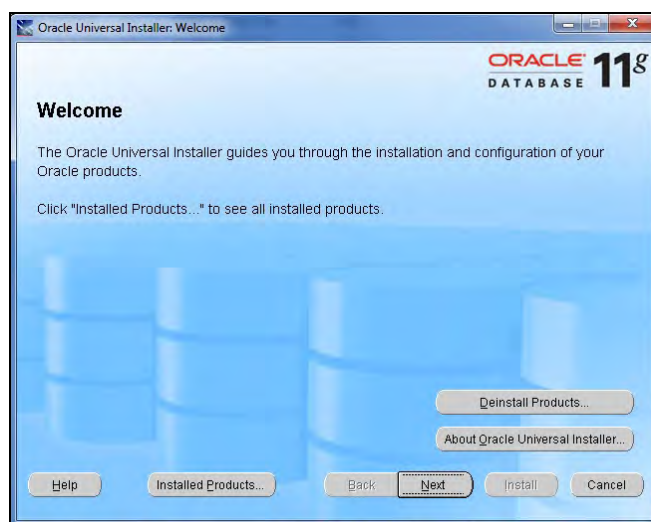 Oracle Universal Installer: Welcome
ORACLE 11g
DATABASE
Welcome
The Oracle Universal Installer guides you through the installation and configuration of your
Oracle products.
Click "Installed Products..." to see all installed products.
Deinstall Products...
About Oracle Universal Installer...
Help Installed Products... Back Next Install Cancel